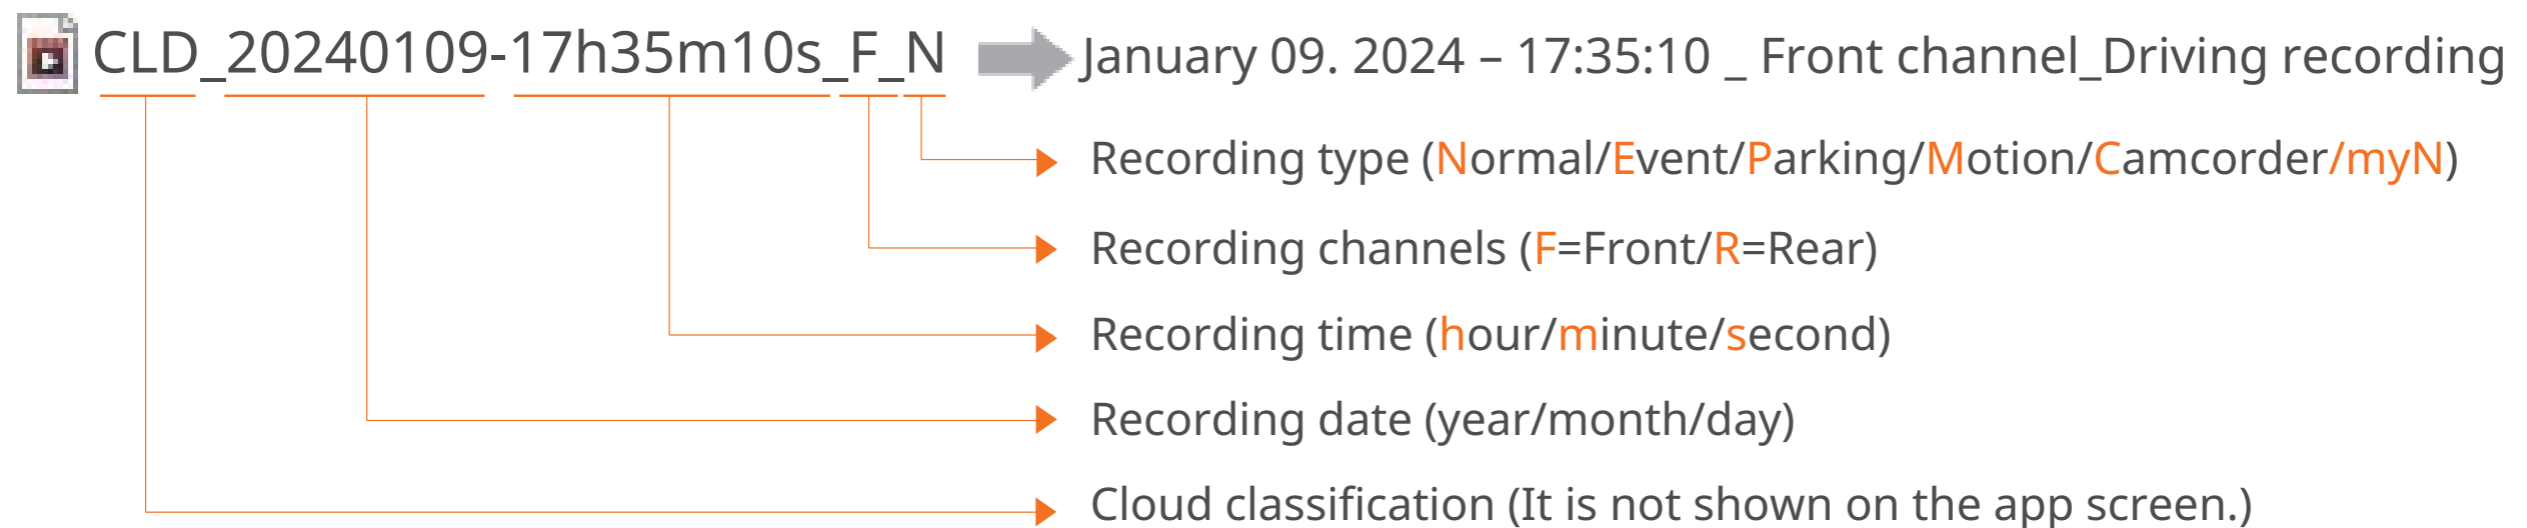 CLD_20240109-17h35m10s_F_N January 09. 2024 – 17:35:10 _ Front channel_Driving recording
Recording type (Normal/Event/Parking/Motion/Camcorder/myN)
Recording channels (F=Front/R=Rear)
Recording time (hour/minute/second)
Recording date (year/month/day)
Cloud classification (It is not shown on the app screen.)